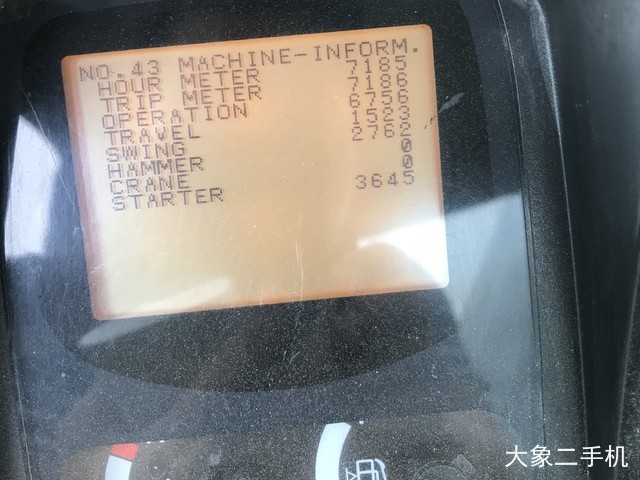 NO.43 MACHINE-INFORM.
HOUR METER 7185
TRIP METER 7186
OPERATION 6756
TRAVEL 1523
SWING 2762
HAMMER 0
CRANE 0
STARTER 3645
大象二手机